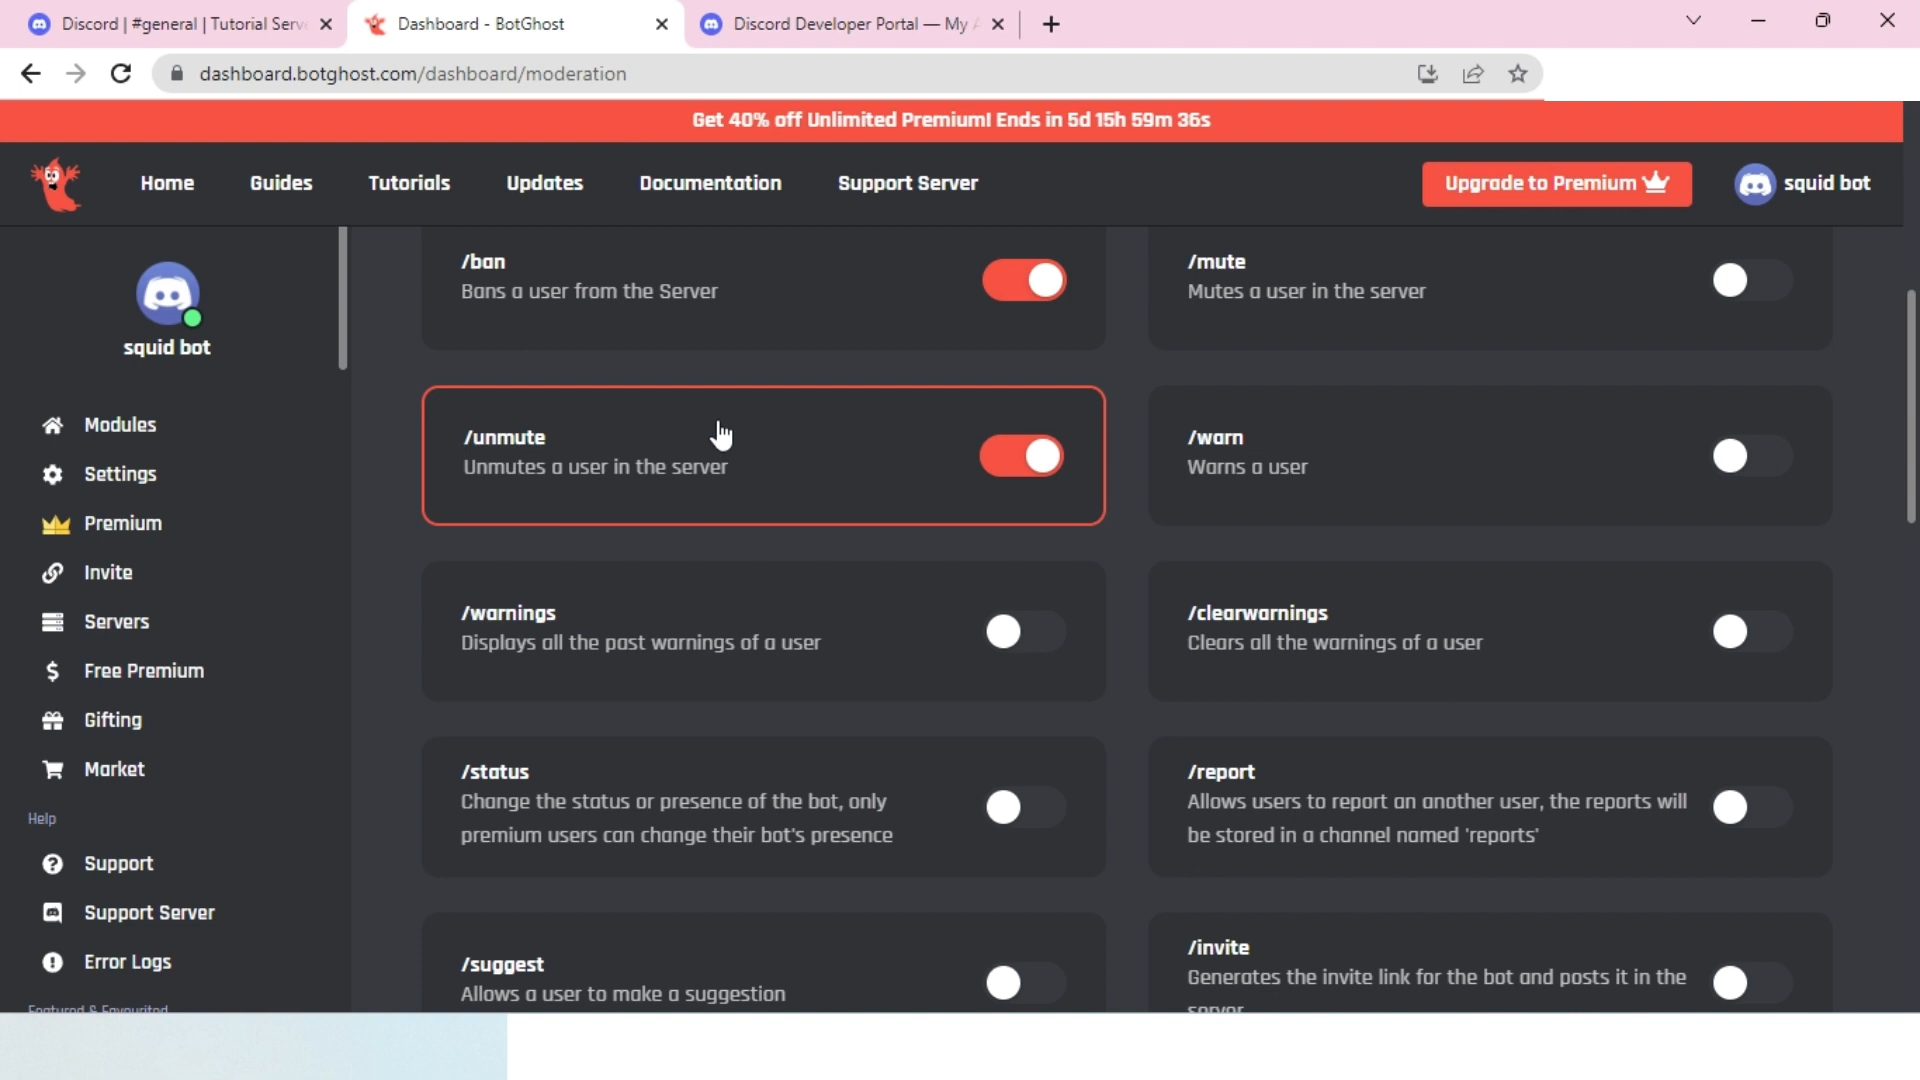 Discord | #general | Tutorial Serv
Dashboard - BotGhost
Discord Developer Portal — My A
dashboard.botghost.com/dashboard/moderation
Get 40% off Unlimited Premium! Ends in 5d 15h 59m 36s
Home
Guides
Tutorials
Updates
Documentation
Support Server
Upgrade to Premium
squid bot
squid bot
Modules
Settings
Premium
Invite
Servers
Free Premium
Gifting
Market
Help
Support
Support Server
Error Logs
Featured & Favourited
/ban
Bans a user from the Server
/mute
Mutes a user in the server
/unmute
Unmutes a user in the server
/warn
Warns a user
/warnings
Displays all the past warnings of a user
/clearwarnings
Clears all the warnings of a user
/status
Change the status or presence of the bot, only
premium users can change their bot's presence
/report
Allows users to report an another user, the reports will
be stored in a channel named 'reports'
/suggest
Allows a user to make a suggestion
/invite
Generates the invite link for the bot and posts it in the
server